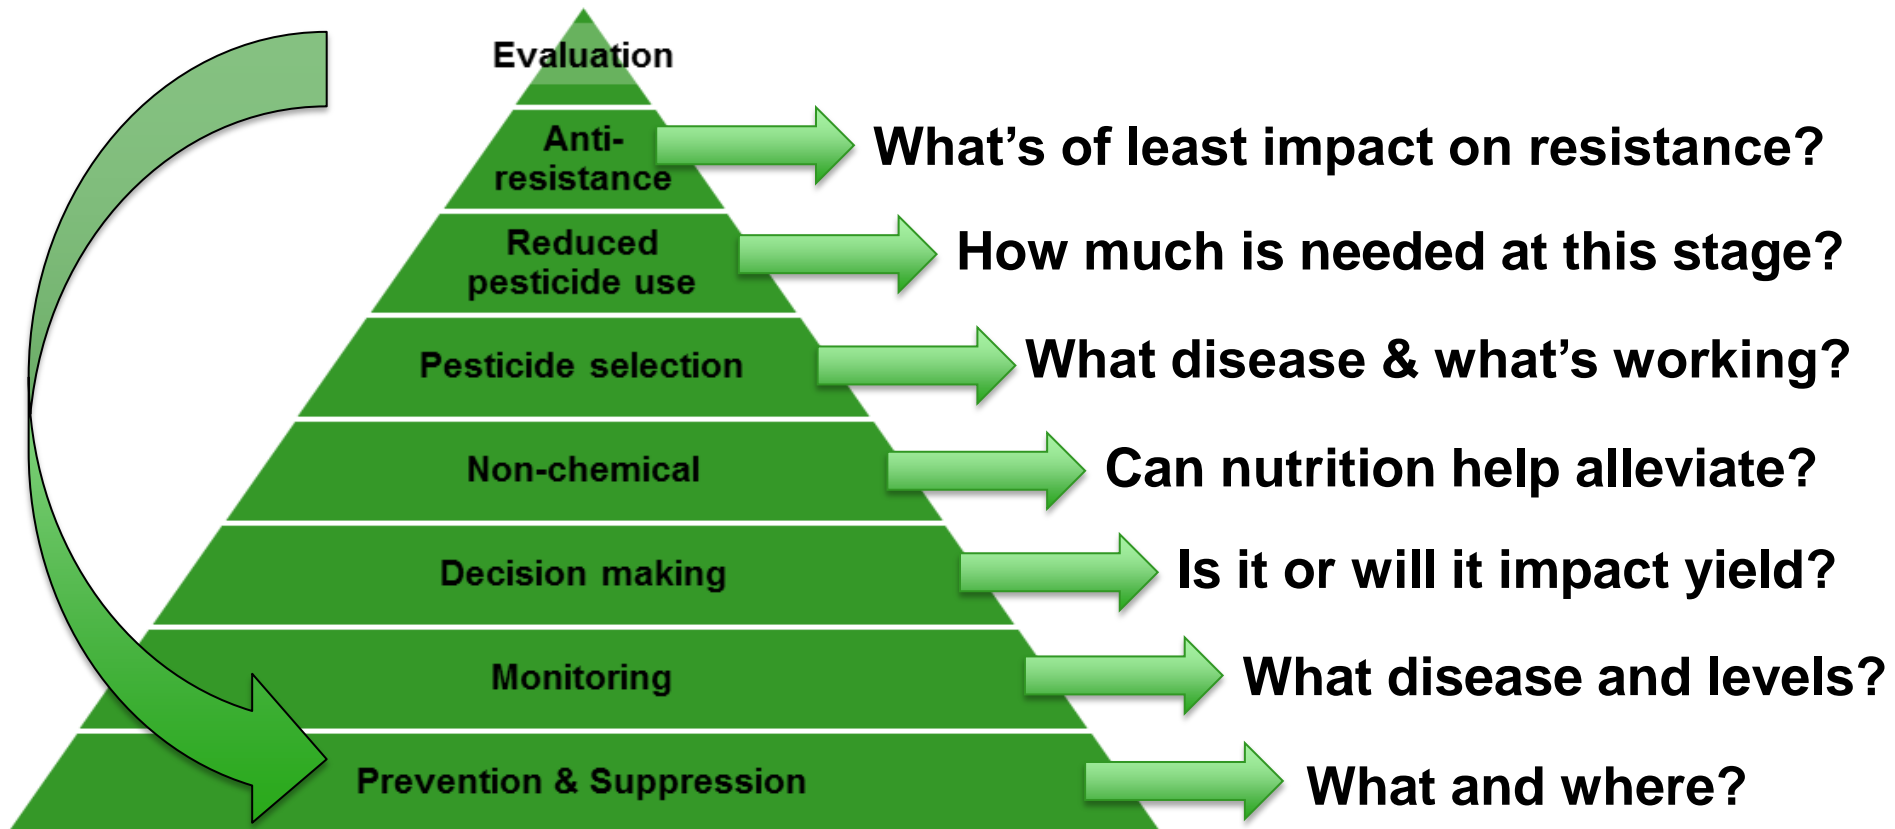 Evaluation
Anti-
resistance
What’s of least impact on resistance?
Reduced
pesticide use
How much is needed at this stage?
Pesticide selection
What disease & what’s working?
Non-chemical
Can nutrition help alleviate?
Decision making
Is it or will it impact yield?
Monitoring
What disease and levels?
Prevention & Suppression
What and where?